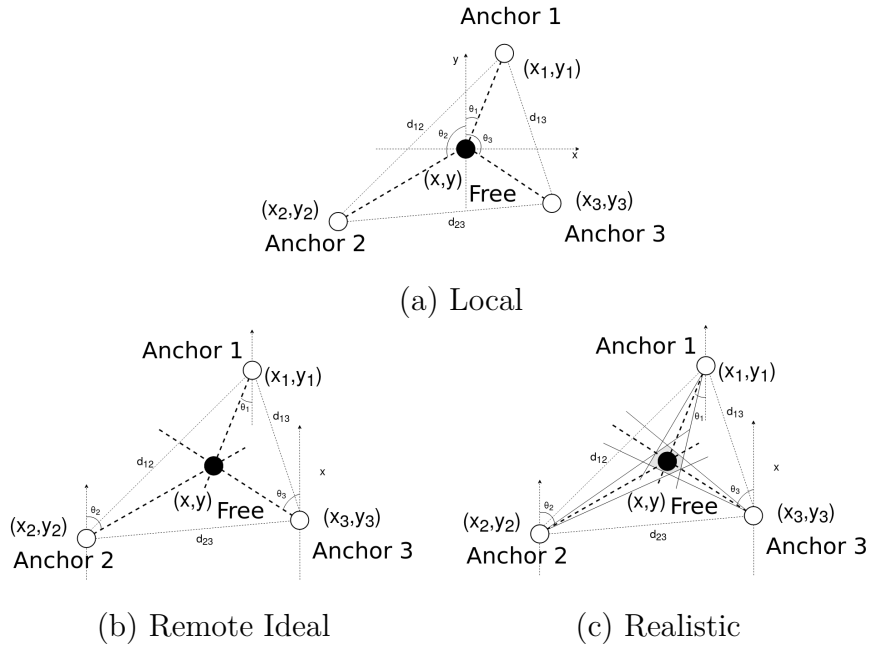 Anchor 1
y
(x1,y1)
θ1
d12
d13
θ2
θ3
x
(x,y)
Free
(x2,y2)
(x3,y3)
d23
Anchor 2
Anchor 3
(a) Local
Anchor 1
(x1,y1)
θ1
d13
d12
x
θ2
θ3
(x,y)
Free
(x2,y2)
(x3,y3)
d23
Anchor 2
Anchor 3
(b) Remote Ideal
Anchor 1
(x1,y1)
θ1
d13
d12
x
θ2
θ3
(x,y)
Free
(x2,y2)
(x3,y3)
d23
Anchor 2
Anchor 3
(c) Realistic